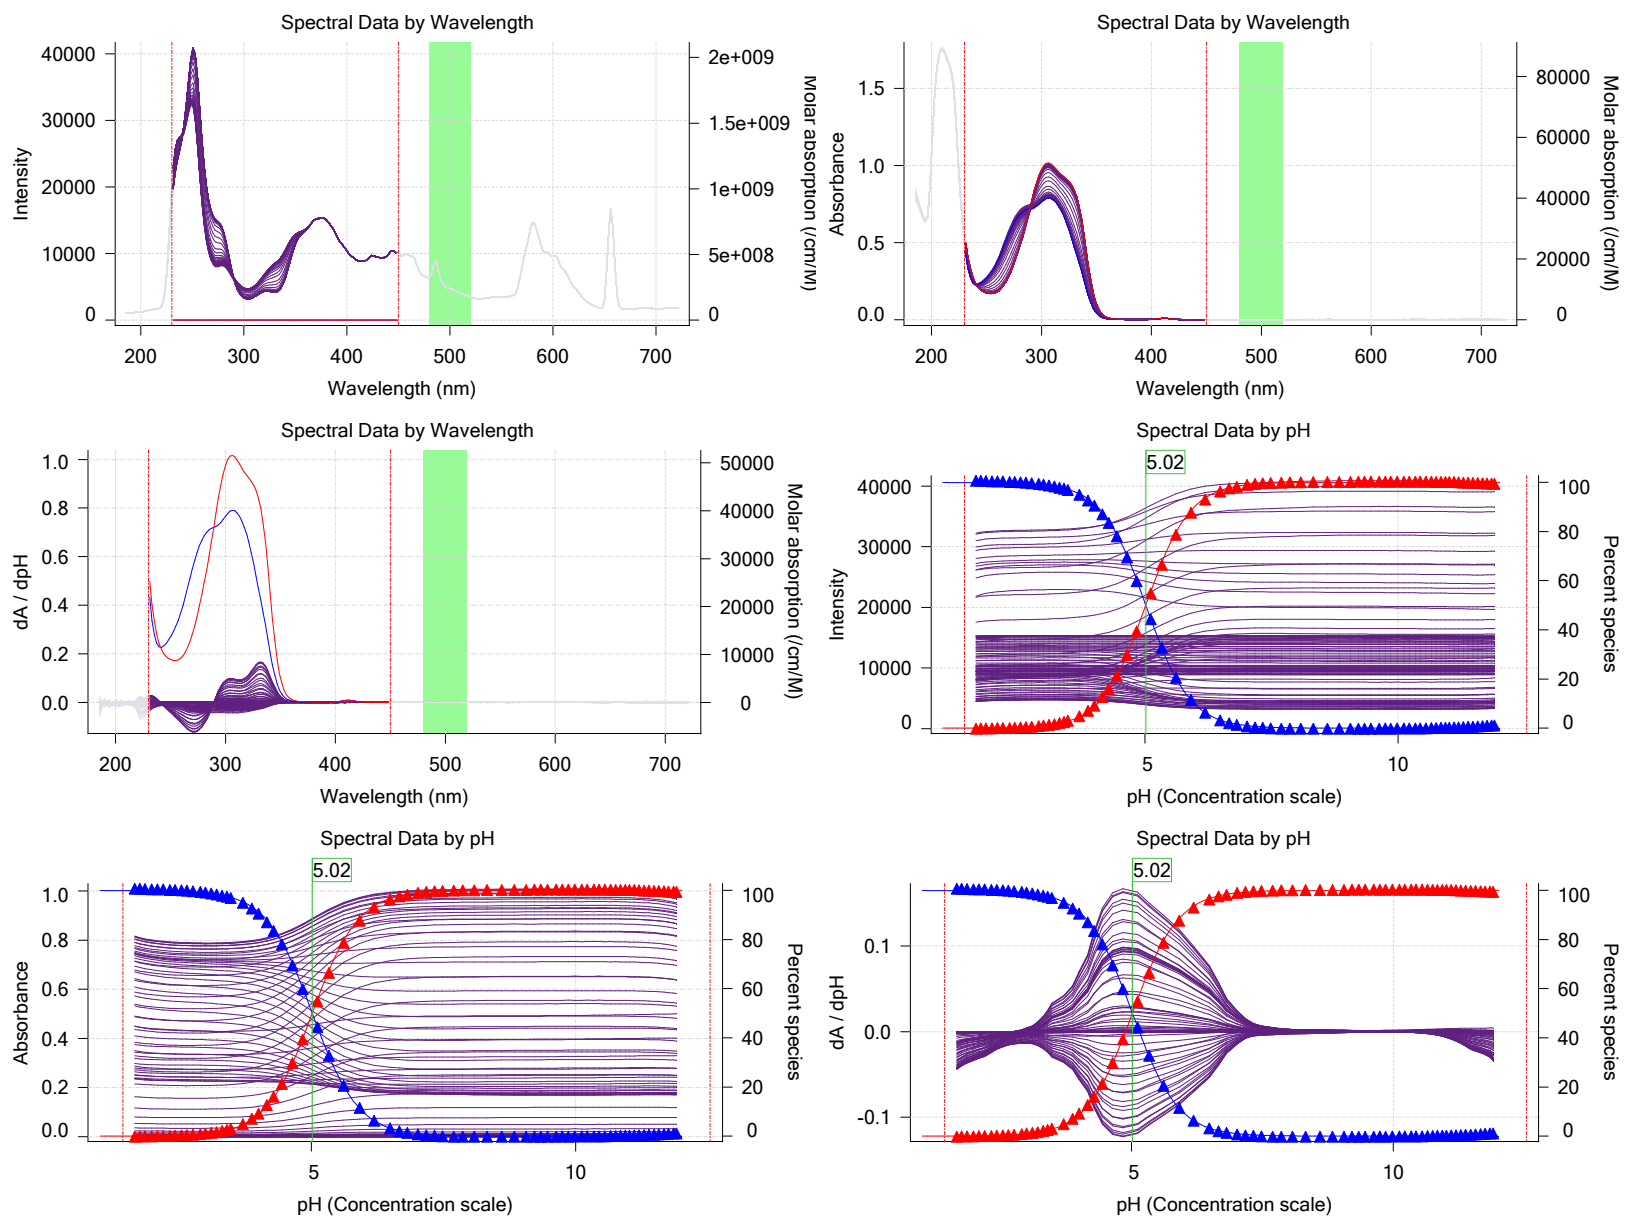 Spectral Data by Wavelength
40000
30000
20000
10000
0
Intensity
2e+009
1.5e+009
1e+009
5e+008
0
Molar absorption (/cm/M)
200 300 400 500 600 700
Wavelength (nm)
Spectral Data by Wavelength
1.5
1.0
0.5
0.0
Absorbance
80000
60000
40000
20000
0
Molar absorption (/cm/M)
200 300 400 500 600 700
Wavelength (nm)
Spectral Data by Wavelength
1.0
0.8
0.6
0.4
0.2
0.0
dA / dpH
50000
40000
30000
20000
10000
0
Molar absorption (/cm/M)
200 300 400 500 600 700
Wavelength (nm)
Spectral Data by pH
5.02
40000
30000
20000
10000
0
Intensity
100
80
60
40
20
0
Percent species
5 10
pH (Concentration scale)
Spectral Data by pH
5.02
1.0
0.8
0.6
0.4
0.2
0.0
Absorbance
100
80
60
40
20
0
Percent species
5 10
pH (Concentration scale)
Spectral Data by pH
5.02
0.1
0.0
-0.1
dA / dpH
100
80
60
40
20
0
Percent species
5 10
pH (Concentration scale)